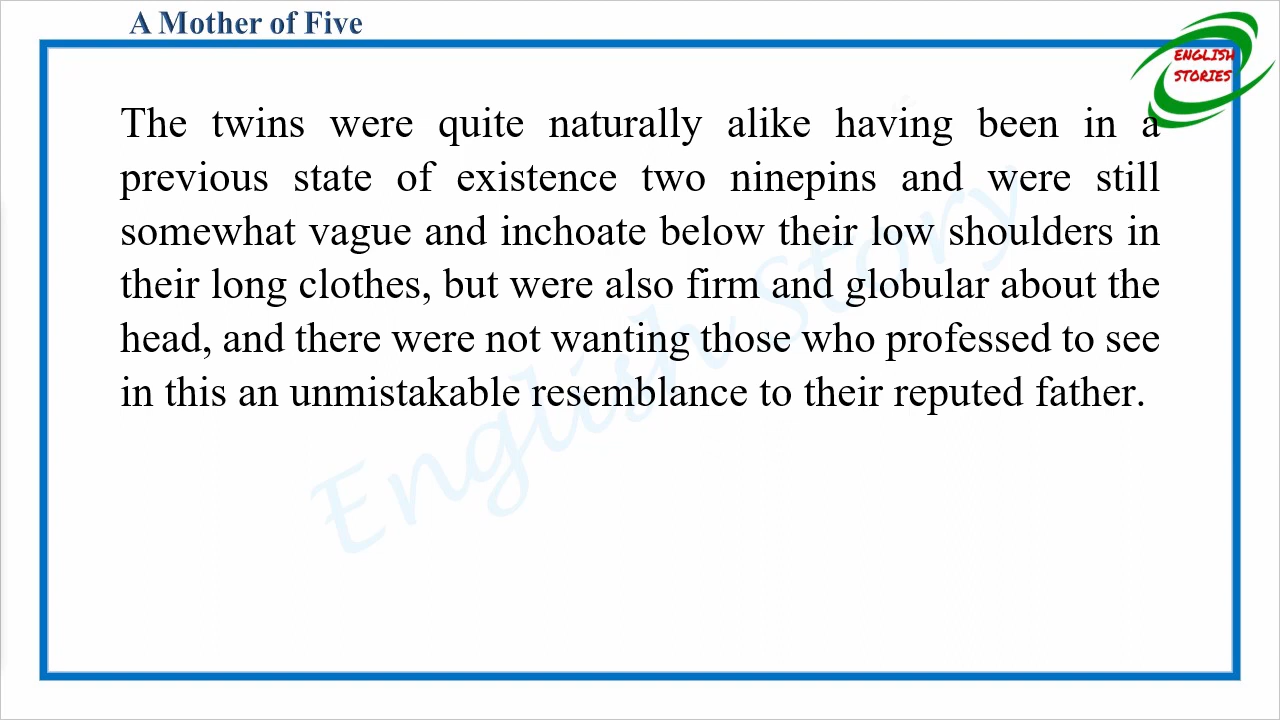 A Mother of Five
ENGLISH
STORIES
The twins were quite naturally alike having been in a
previous state of existence two ninepins and were still
somewhat vague and inchoate below their low shoulders in
their long clothes, but were also firm and globular about the
head, and there were not wanting those who professed to see
in this an unmistakable resemblance to their reputed father.
English Story